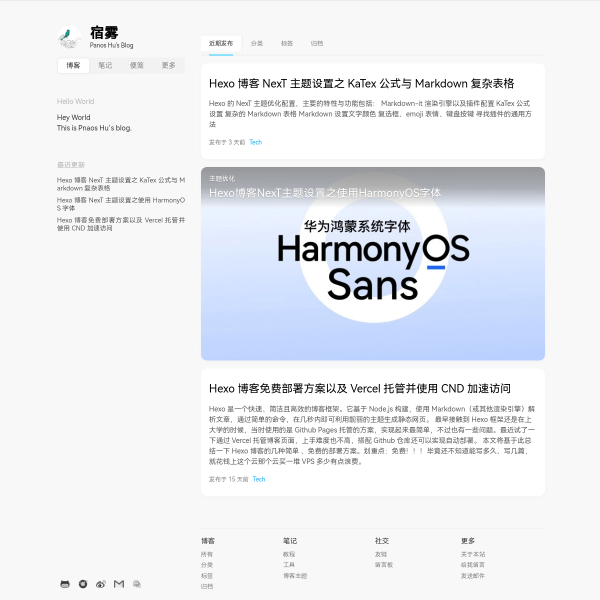 宿雾
Panos Hu's Blog
博客 笔记 便笺 更多
Hello World
Hey World
This is Pnaos Hu's blog.
最近更新
Hexo 博客 NexT 主题设置之 KaTex 公式与 M
arkdown 复杂表格
Hexo 博客 NexT 主题设置之使用 HarmonyO
S 字体
Hexo 博客免费部署方案以及 Vercel 托管并
使用 CND 加速访问
近期发布 分类 标签 归档
Hexo 博客 NexT 主题设置之 KaTex 公式与 Markdown 复杂表格
Hexo 的 NexT 主题优化配置，主要的特性与功能包括： Markdown-it 渲染引擎以及插件配置 KaTex 公式
设置 复杂的 Markdown 表格 Markdown 设置文字颜色 复选框、emoji 表情、键盘按键 寻找插件的通用方
法
发布于 3 天前 Tech
主题优化
Hexo博客NexT主题设置之使用HarmonyOS字体
华为鸿蒙系统字体
HarmonyOS
Sans
Hexo 博客免费部署方案以及 Vercel 托管并使用 CND 加速访问
Hexo 是一个快速、简洁且高效的博客框架。它基于 Node.js 构建，使用 Markdown（或其他渲染引擎）解
析文章，通过简单的命令，在几秒内即可利用靓丽的主题生成静态网页。 最早接触到 Hexo 框架还是在上
大学的时候，当时使用的是 Github Pages 托管的方案，实现起来最简单，不过也有一些问题。最近试了一
下通过 Vercel 托管博客页面，上手难度也不高，搭配 Github 仓库还可以实现自动部署。 本文将基于此总
结一下 Hexo 博客的几种简单、免费的部署方案。划重点：免费！！！毕竟还不知道能写多久、写几篇，
就花钱上这个云那个云买一堆 VPS 多少有点浪费。
发布于 15 天前 Tech
博客 笔记 社交 更多
所有 教程 友链 关于本站
分类 工具 留言板 给我留言
标签 博客主题 发送邮件
归档